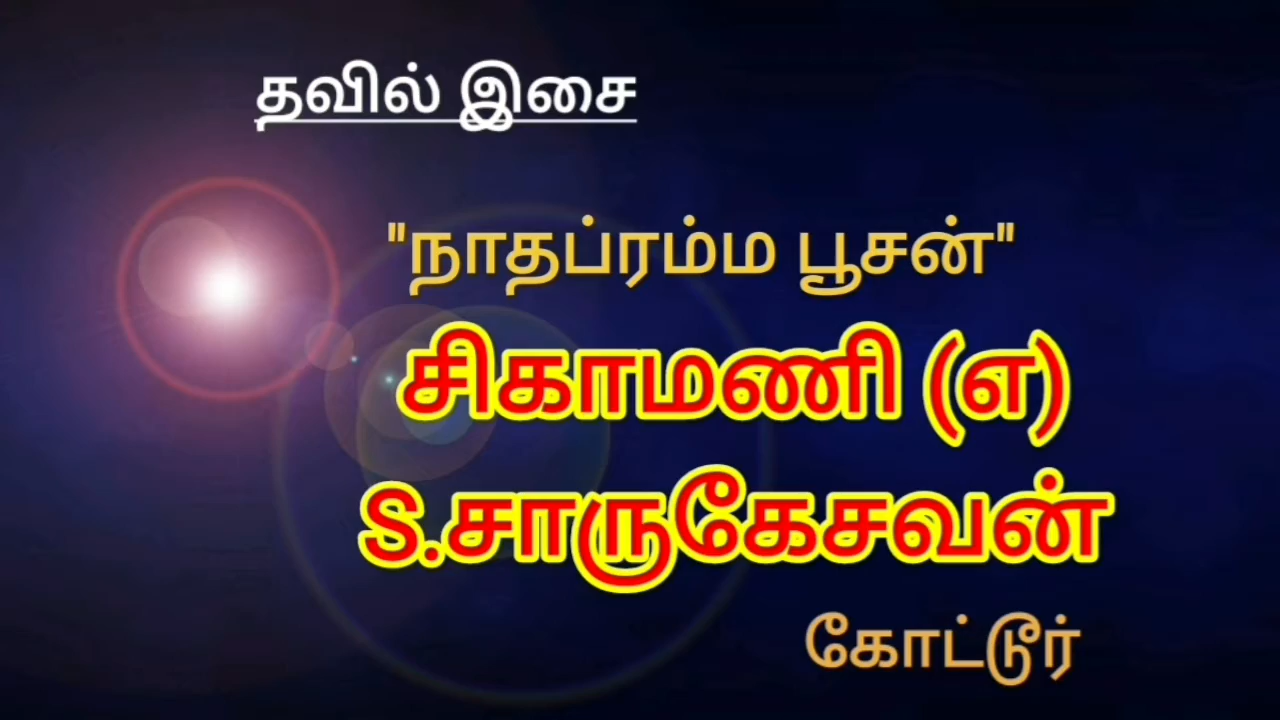 தவில் இசை
"நாதப்ரம்ம பூசன்"
சிகாமணி (எ)
S.சாருகேசவன்
கோட்டூர்